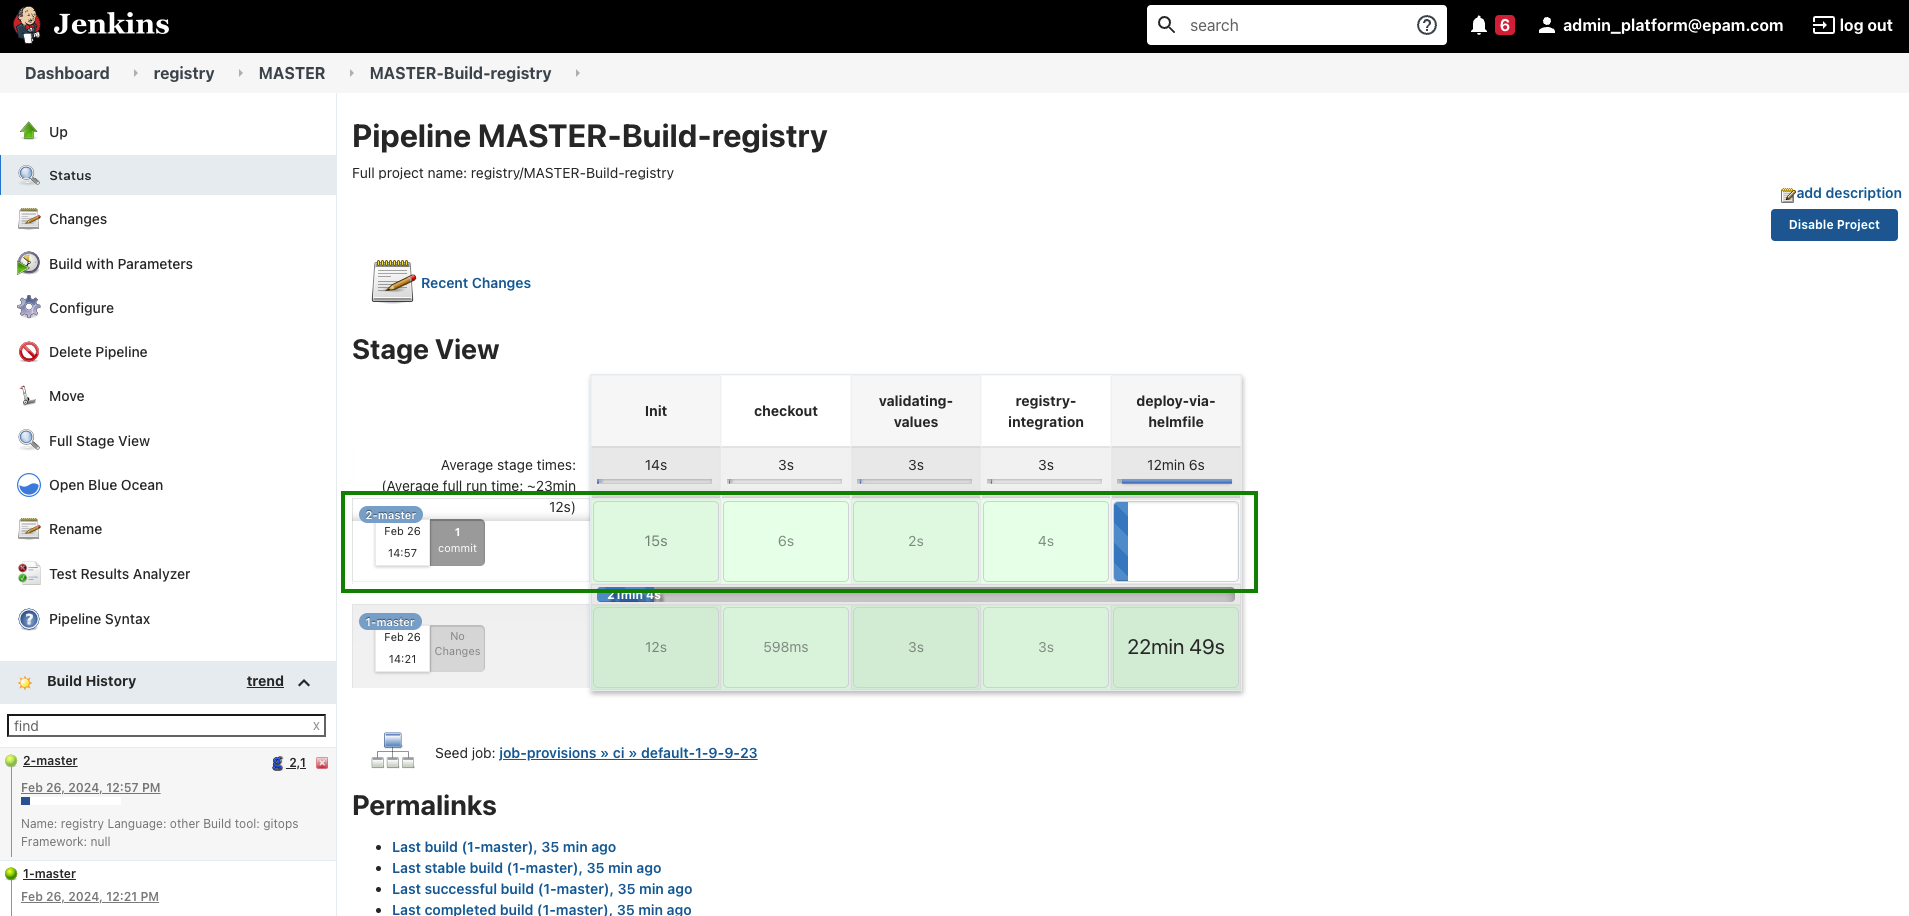 Jenkins
search
6
admin_platform@epam.com
log out
Dashboard
registry
MASTER
MASTER-Build-registry
Up
Status
Changes
Build with Parameters
Configure
Delete Pipeline
Move
Full Stage View
Open Blue Ocean
Rename
Test Results Analyzer
Pipeline Syntax
Build History
trend
find
x
2-master
2,1
Feb 26, 2024, 12:57 PM
Name: registry Language: other Build tool: gitops
Framework: null
1-master
Feb 26, 2024, 12:21 PM
Pipeline MASTER-Build-registry
Full project name: registry/MASTER-Build-registry
add description
Disable Project
Recent Changes
Stage View
Init
checkout
validating-
values
registry-
integration
deploy-via-
helmfile
Average stage times:
(Average full run time: ~23min
12s)
14s
3s
3s
3s
12min 6s
2-master
Feb 26
14:57
1
commit
15s
6s
2s
4s
21min 4s
1-master
Feb 26
14:21
No
Changes
12s
598ms
3s
3s
22min 49s
Seed job: job-provisions » ci » default-1-9-9-23
Permalinks
Last build (1-master), 35 min ago
Last stable build (1-master), 35 min ago
Last successful build (1-master), 35 min ago
Last completed build (1-master), 35 min ago